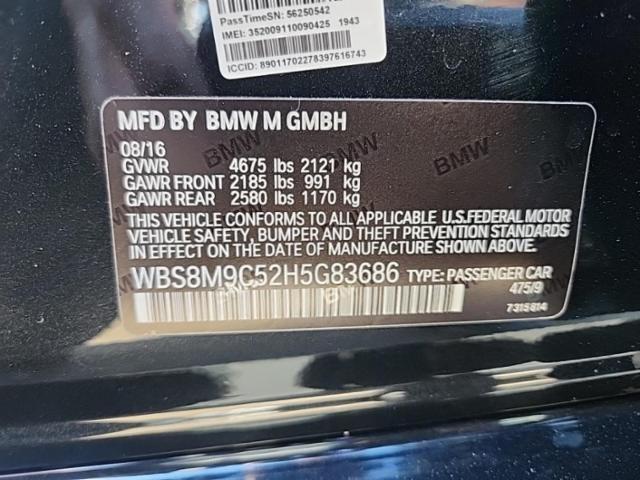 PassTimeSN: 56250542
IMEI: 352009110090425 1943
ICCID: 89011702278397616743
MFD BY BMW M GMBH
08/16
GVWR 4675 lbs 2121 kg
GAWR FRONT 2185 lbs 991 kg
GAWR REAR 2580 lbs 1170 kg
THIS VEHICLE CONFORMS TO ALL APPLICABLE U.S.FEDERAL MOTOR
VEHICLE SAFETY, BUMPER, AND THEFT PREVENTION STANDARDS
IN EFFECT ON THE DATE OF MANUFACTURE SHOWN ABOVE.
WBS8M9C52H5G83686 TYPE: PASSENGER CAR
475/9
7315814